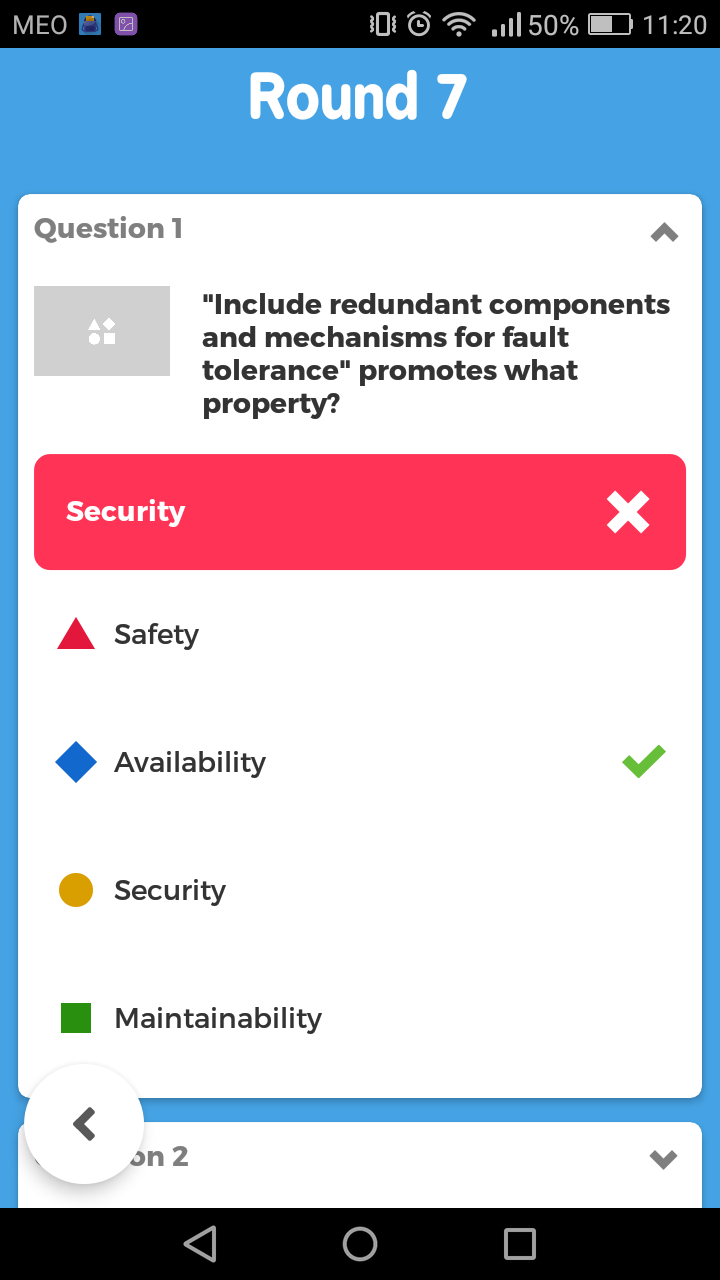 MEO 50% 11:20
Round 7
Question 1
"Include redundant components
and mechanisms for fault
tolerance" promotes what
property?
Security
Safety
Availability
Security
Maintainability
on 2